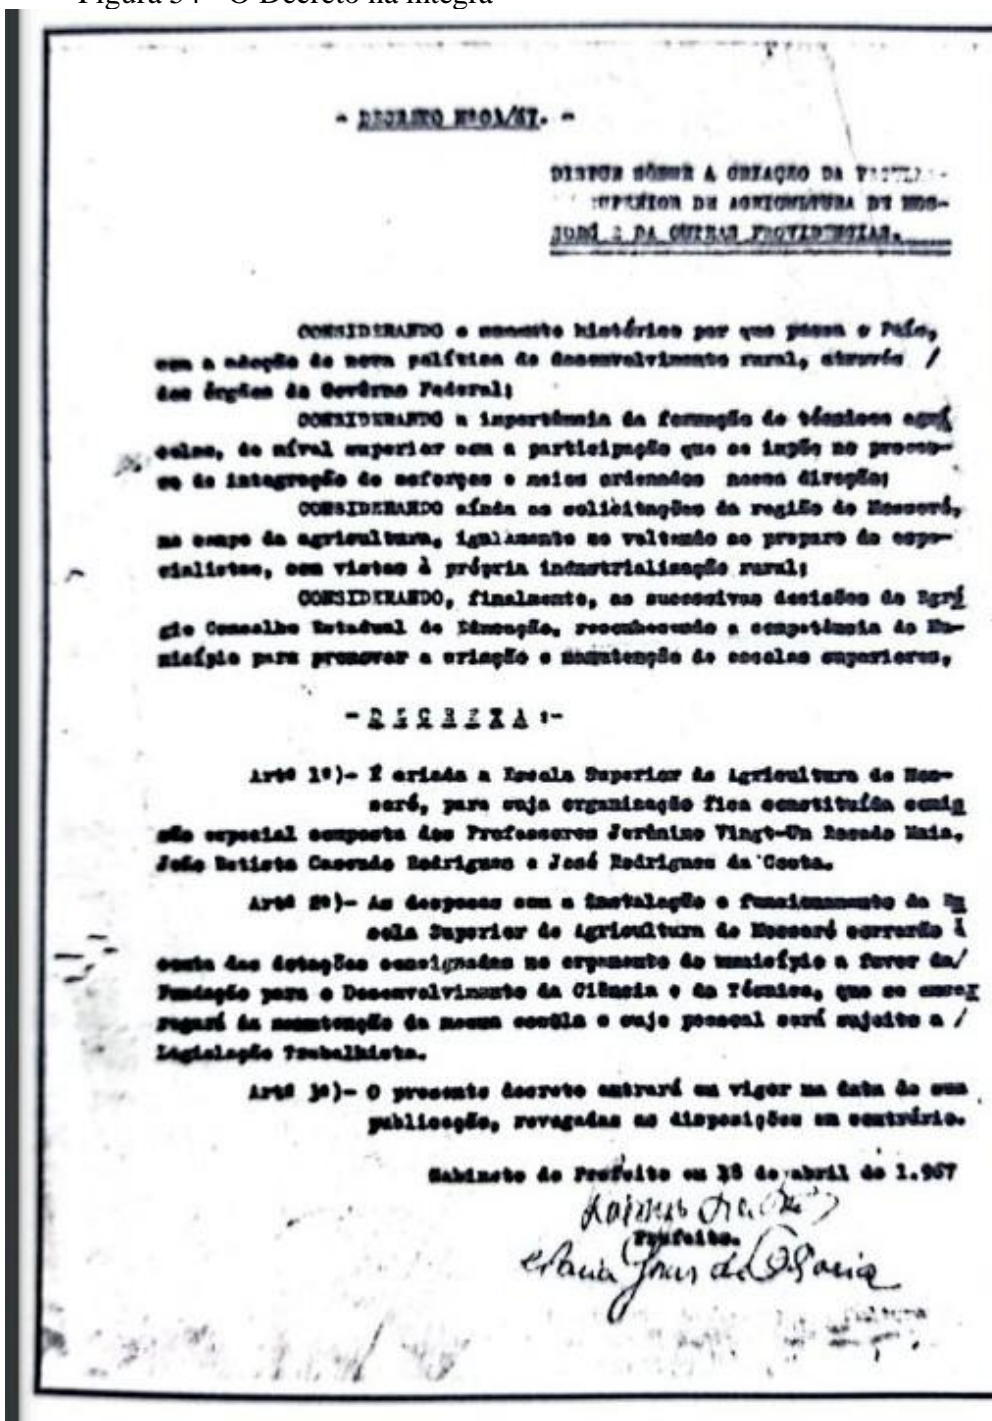 O Decreto na íntegra
- DECRETO Nº 03/67. -
DISPÕE SÔBRE A CRIAÇÃO DA
SUPERIOR DE AGRICULTURA DE MOS-
SORÓ E DA OUTRAS PROVIDENCIAS.
CONSIDERANDO o momento histórico por que passa o País,
com a adoção de nova política de desenvolvimento rural, através /
dos órgãos do Govêrno Federal;
CONSIDERANDO a importância da formação de técnicos agrí
colas, de nível superior com a participação que se impõe no proces-
so de integração de esforços e meios ordenados nessa direção;
CONSIDERANDO aínda as solicitações da região de Mossoró,
no campo da agricultura, igualmente se voltando ao preparo de espe-
cialistas, com vistas à própria industrialização rural;
CONSIDERANDO, finalmente, as sucessivas decisões do Egré
gio Conselho Estadual de Educação, reconhecendo a competência do Mu-
nicípio para promover a criação e manutenção de escolas superiores,
- D E C R E T A :-
Artº 1º)- É criada a Escola Superior de Agricultura de Mos-
soró, para cuja organização fica constituída comis
são especial composta dos Professores Jerônimo Vingt-Un Rosado Maia,
João Batista Cascudo Rodrigues e José Rodrigues da Costa.
Artº 2º)- As despesas com a instalação e funcionamento da Es
cola Superior de Agricultura de Mossoró correrão à
conta das dotações consignadas no orçamento do município a favor da/
Fundação para o Desenvolvimento da Ciência e da Técnica, que se encar
regará da manutenção da mesma escôla e cujo pessoal será sujeito a /
Legislação Trabalhista.
Artº 3º)- O presente decreto entrará em vigor na data de sua
publicação, revogadas as disposições em contrário.
Gabinete do Prefeito em 18 de abril de 1.967
Prefeito.